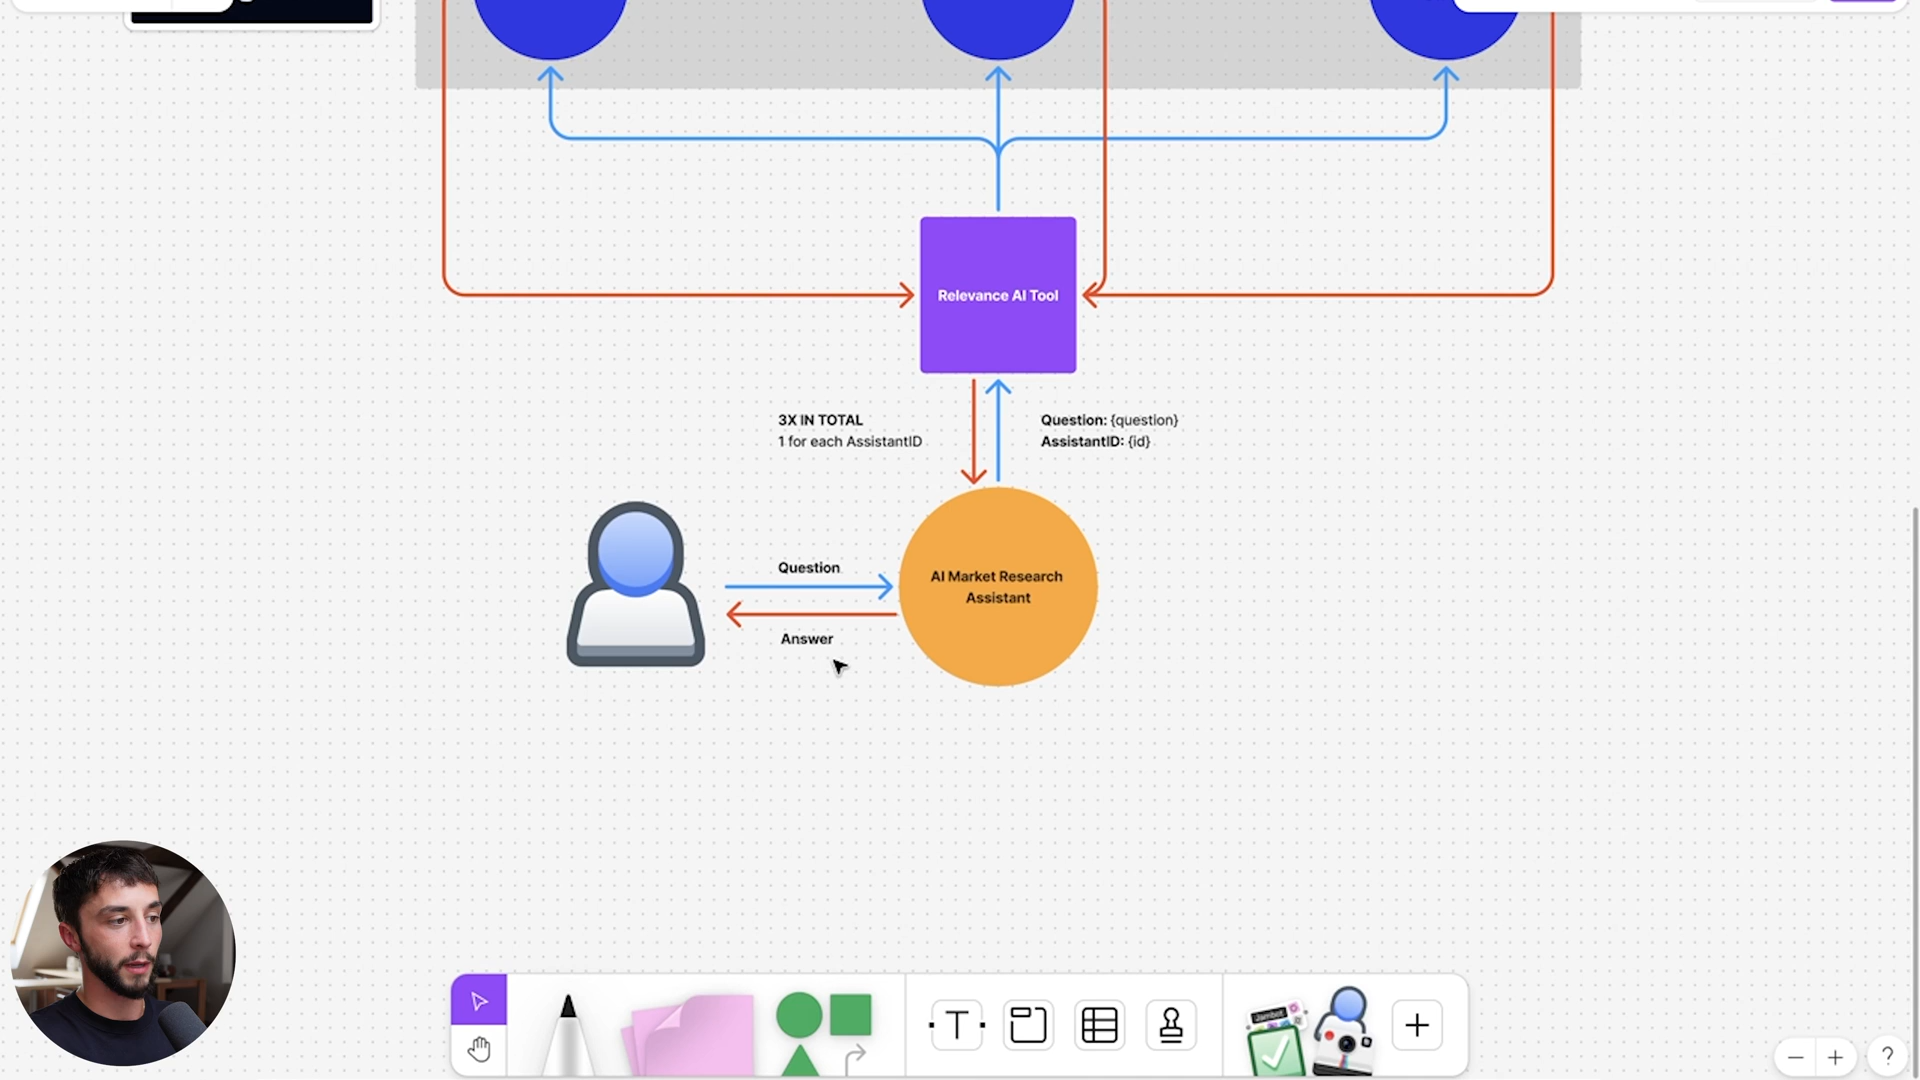 Relevance AI Tool
3X IN TOTAL
1 for each AssistantID
Question: {question}
AssistantID: {id}
Question
AI Market Research
Assistant
Answer
Jambot
T
?